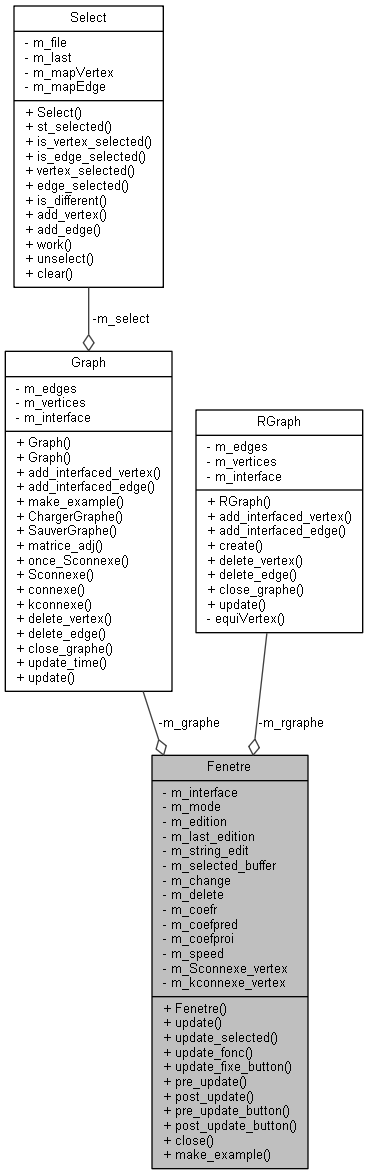 Select
- m_file
- m_last
- m_mapVertex
- m_mapEdge
+ Select()
+ st_selected()
+ is_vertex_selected()
+ is_edge_selected()
+ vertex_selected()
+ edge_selected()
+ is_different()
+ add_vertex()
+ add_edge()
+ work()
+ unselect()
+ clear()
-m_select
Graph
- m_edges
- m_vertices
- m_interface
+ Graph()
+ Graph()
+ add_interfaced_vertex()
+ add_interfaced_edge()
+ make_example()
+ ChargerGraphe()
+ SauverGraphe()
+ matrice_adj()
+ once_Sconnexe()
+ Sconnexe()
+ connexe()
+ kconnexe()
+ delete_vertex()
+ delete_edge()
+ close_graphe()
+ update_time()
+ update()
RGraph
- m_edges
- m_vertices
- m_interface
+ RGraph()
+ add_interfaced_vertex()
+ add_interfaced_edge()
+ create()
+ delete_vertex()
+ delete_edge()
+ close_graphe()
+ update()
- equiVertex()
-m_graphe
-m_rgraphe
Fenetre
- m_interface
- m_mode
- m_edition
- m_last_edition
- m_string_edit
- m_selected_buffer
- m_change
- m_delete
- m_coefr
- m_coefpred
- m_coefproi
- m_speed
- m_Sconnexe_vertex
- m_kconnexe_vertex
+ Fenetre()
+ update()
+ update_selected()
+ update_fonc()
+ update_fixe_button()
+ pre_update()
+ post_update()
+ pre_update_button()
+ post_update_button()
+ close()
+ make_example()